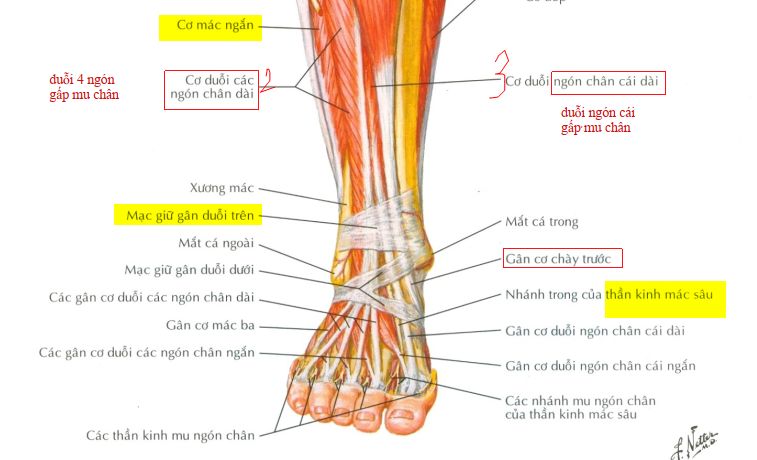 Cơ mác ngắn
duỗi 4 ngón
gấp mu chân
Cơ duỗi các
ngón chân dài
2
3
Cơ duỗi ngón chân cái dài
duỗi ngón cái
gấp mu chân
Xương mác
Mạc giữ gân duỗi trên
Mắt cá ngoài
Mạc giữ gân duỗi dưới
Các gân cơ duỗi các ngón chân dài
Gân cơ mác ba
Các gân cơ duỗi các ngón chân ngắn
Các thần kinh mu ngón chân
Mắt cá trong
Gân cơ chày trước
Nhánh trong của thần kinh mác sâu
Gân cơ duỗi ngón chân cái dài
Gân cơ duỗi ngón chân cái ngắn
Các nhánh mu ngón chân
của thần kinh mác sâu
F. Netter
M.D.